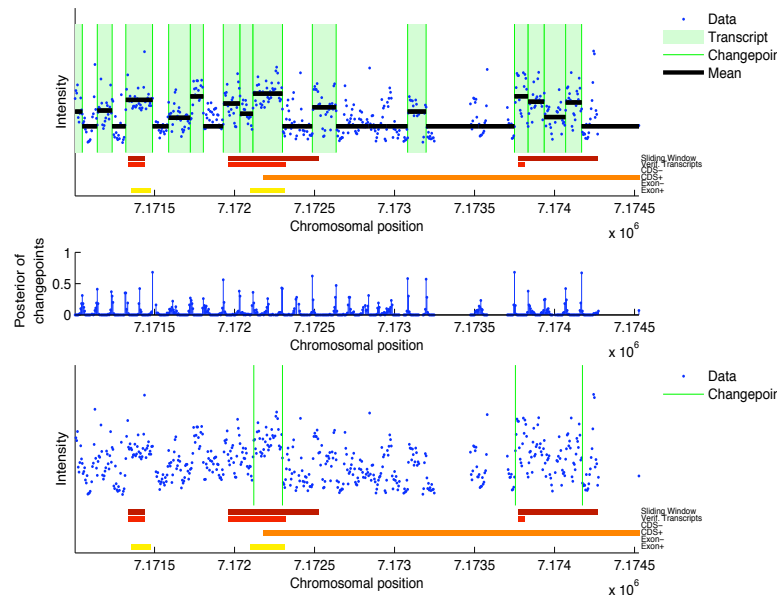 Data
Transcript
Changepoin
Mean
Intensity
Sliding Window
Verif. Transcripts
CDS-
CDS+
Exon-
Exon+
7.1715 7.172 7.1725 7.173 7.1735 7.174 7.1745
Chromosomal position
x 10^6
1
0.5
0
Posterior of
changepoints
7.1715 7.172 7.1725 7.173 7.1735 7.174 7.1745
Chromosomal position
x 10^6
Data
Changepoin
Intensity
Sliding Window
Verif. Transcripts
CDS-
CDS+
Exon-
Exon+
7.1715 7.172 7.1725 7.173 7.1735 7.174 7.1745
Chromosomal position
x 10^6